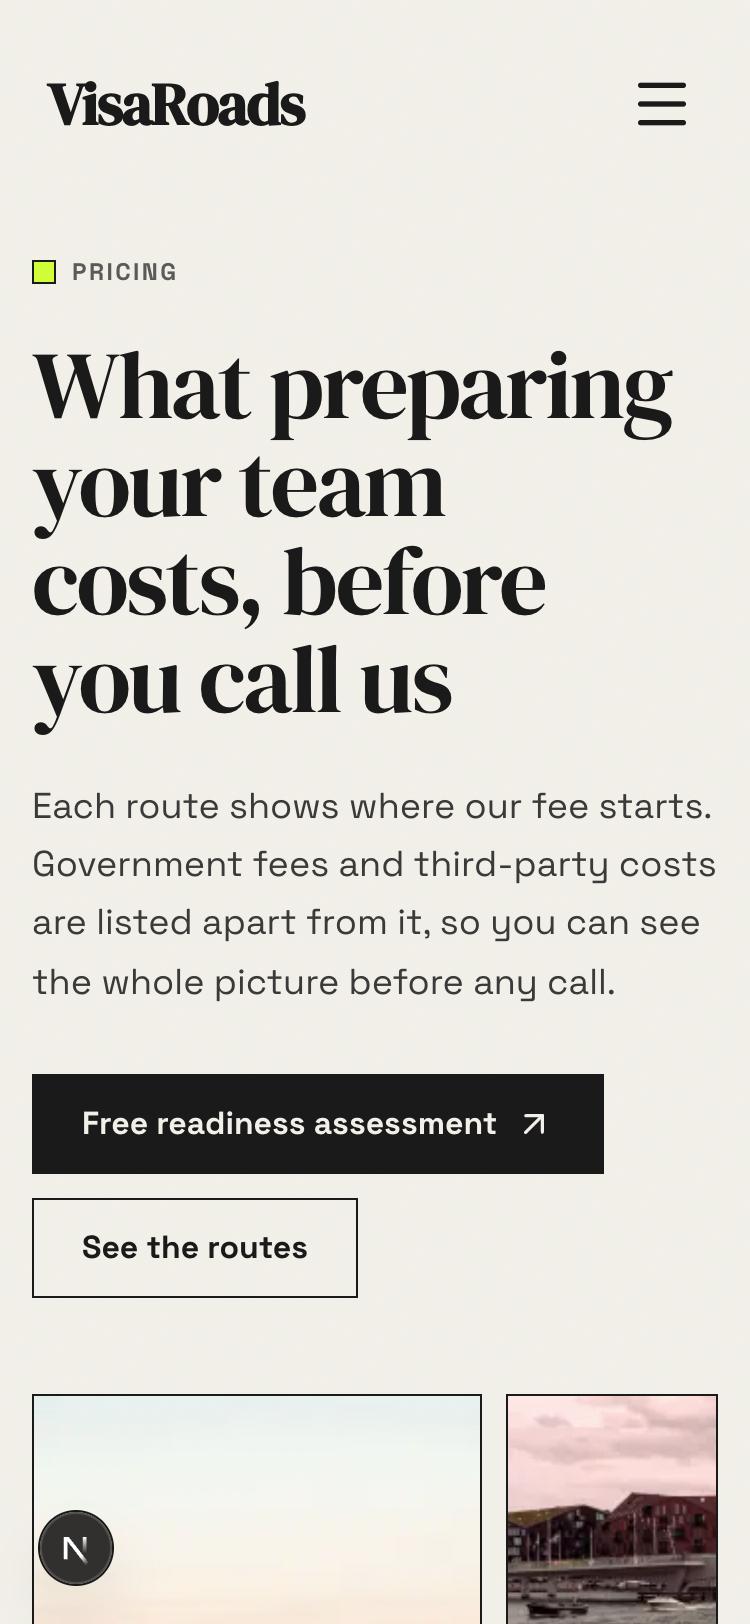 VisaRoads
PRICING
What preparing
your team
costs, before
you call us
Each route shows where our fee starts.
Government fees and third-party costs
are listed apart from it, so you can see
the whole picture before any call.
Free readiness assessment
See the routes
N